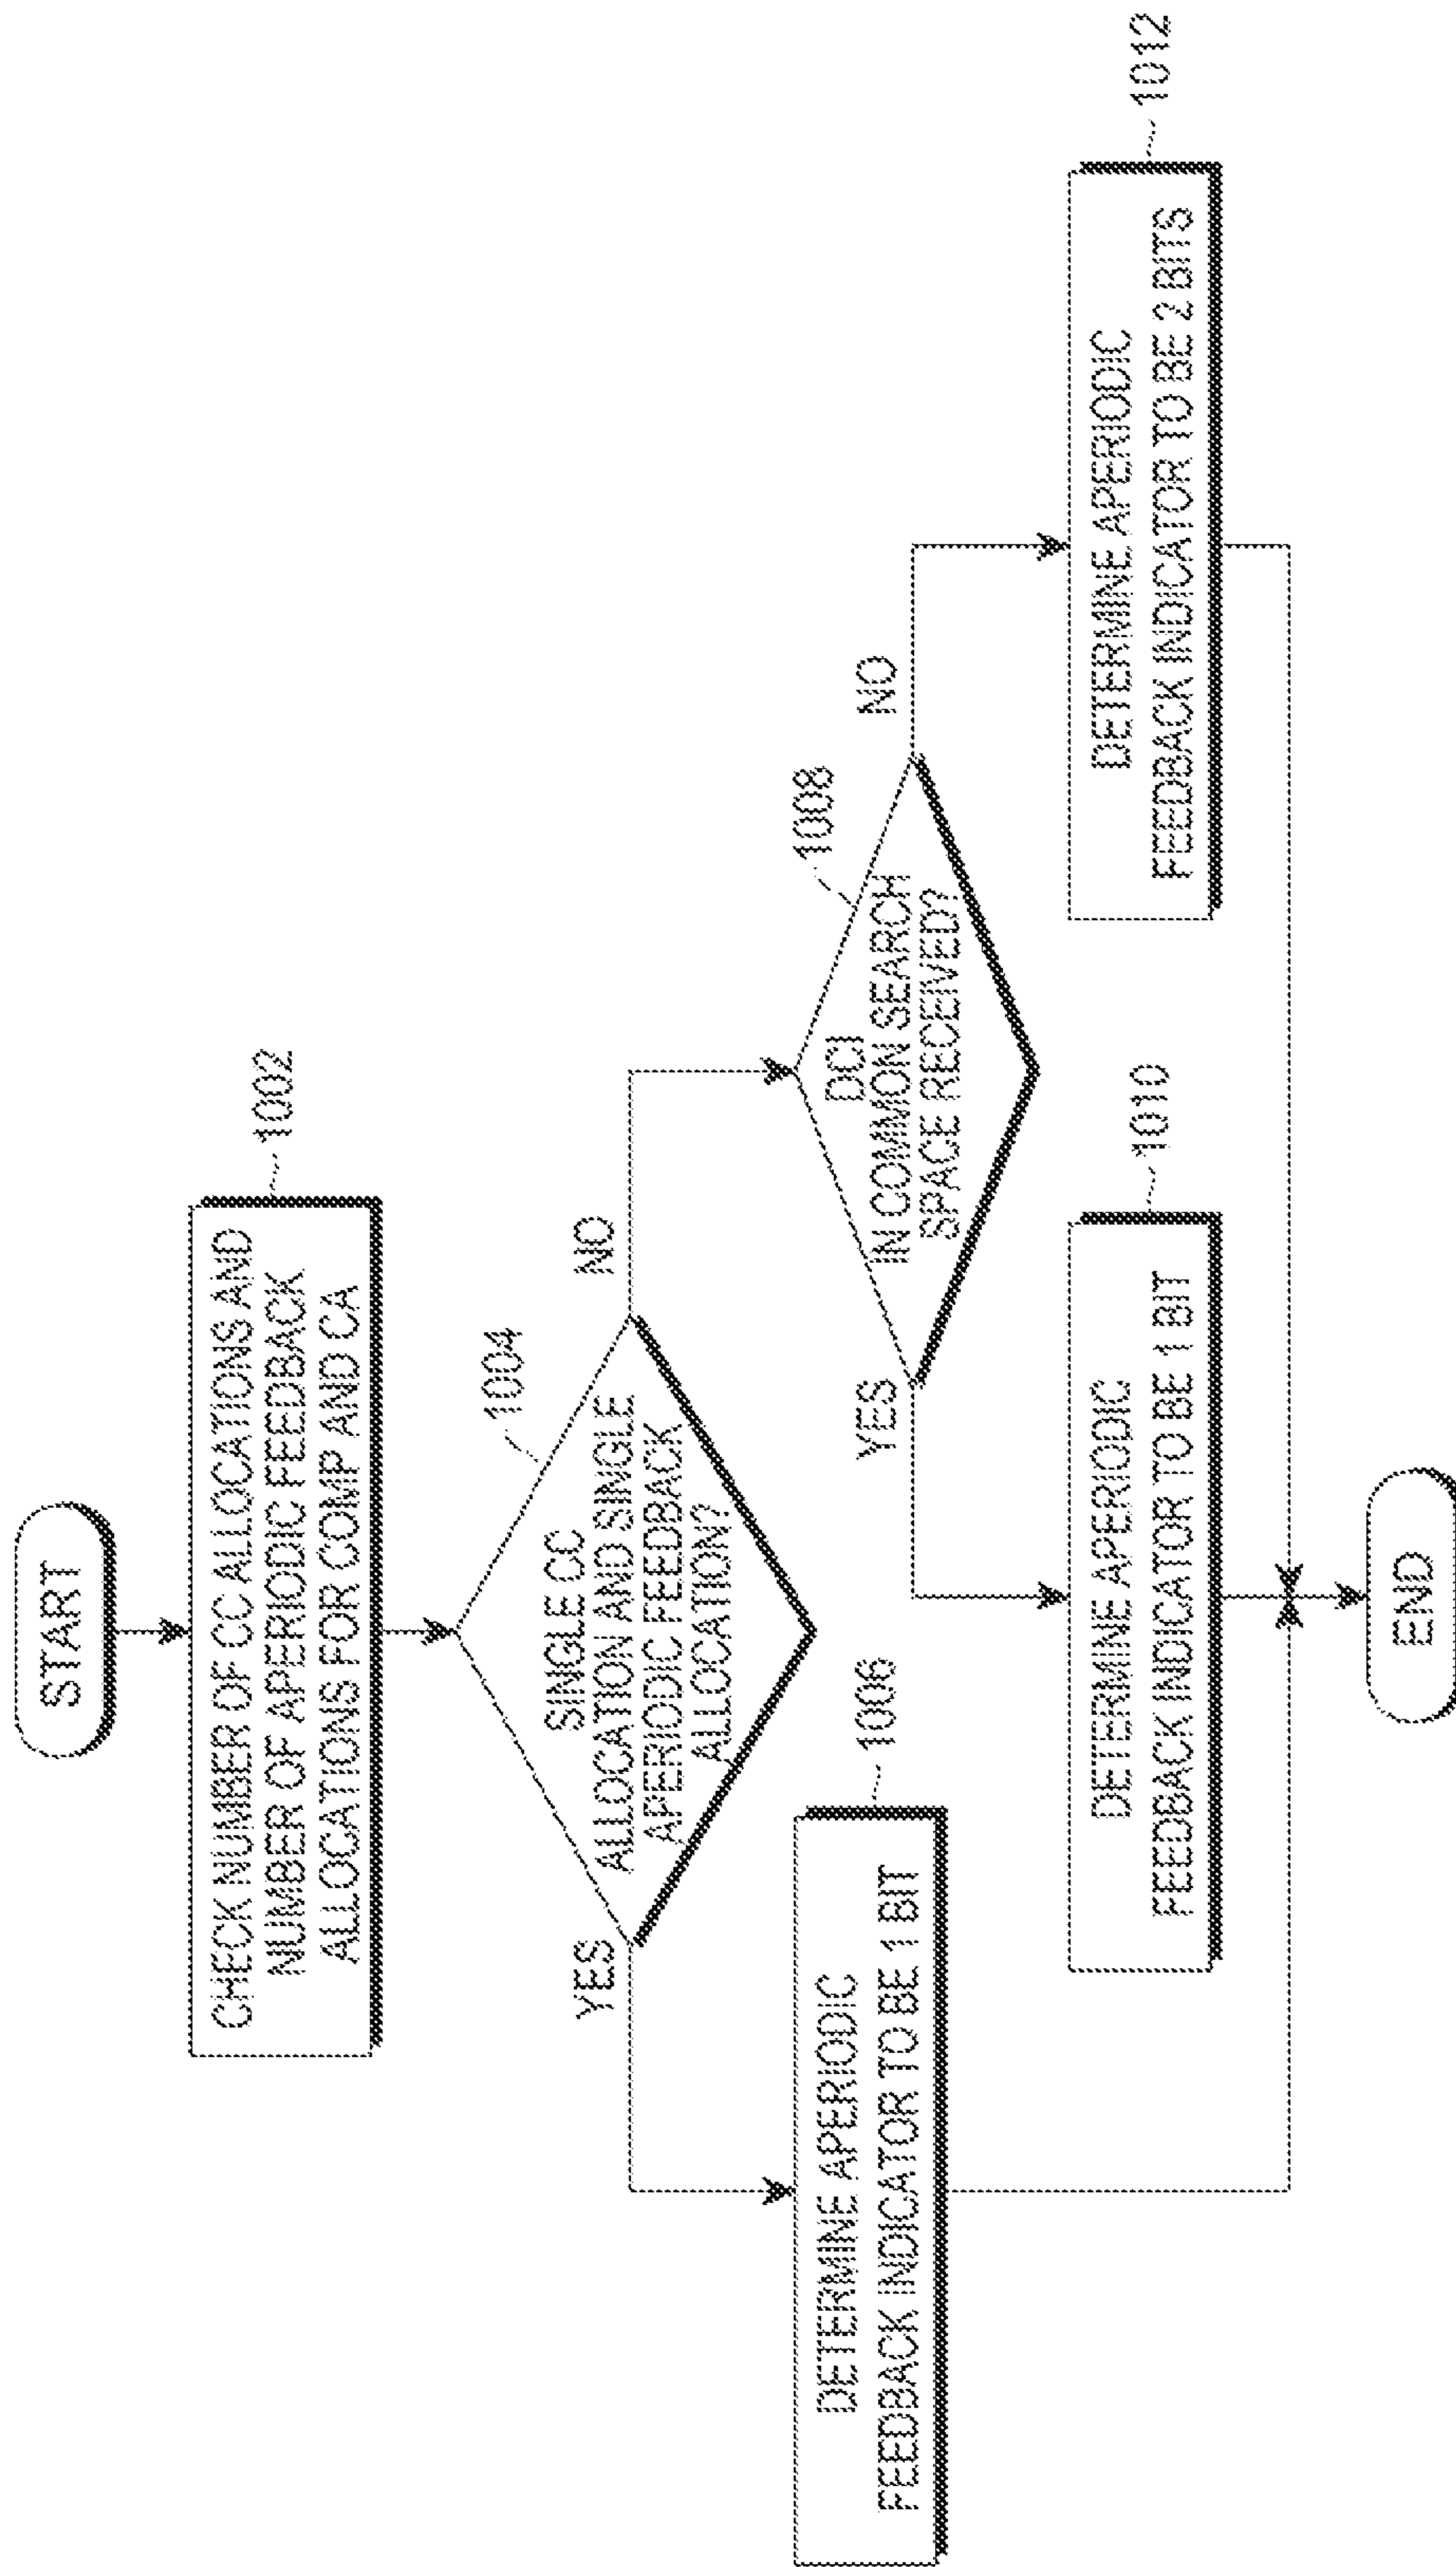 START
CHECK NUMBER OF CC ALLOCATIONS AND
NUMBER OF APERIODIC FEEDBACK
ALLOCATIONS FOR COMP AND CA
1002
SINGLE CC
ALLOCATION AND SINGLE
APERIODIC FEEDBACK
ALLOCATION?
1004
YES
NO
DETERMINE APERIODIC
FEEDBACK INDICATOR TO BE 1 BIT
1006
DCI
IN COMMON SEARCH
SPACE RECEIVED?
1008
YES
NO
DETERMINE APERIODIC
FEEDBACK INDICATOR TO BE 1 BIT
1010
DETERMINE APERIODIC
FEEDBACK INDICATOR TO BE 2 BITS
1012
END